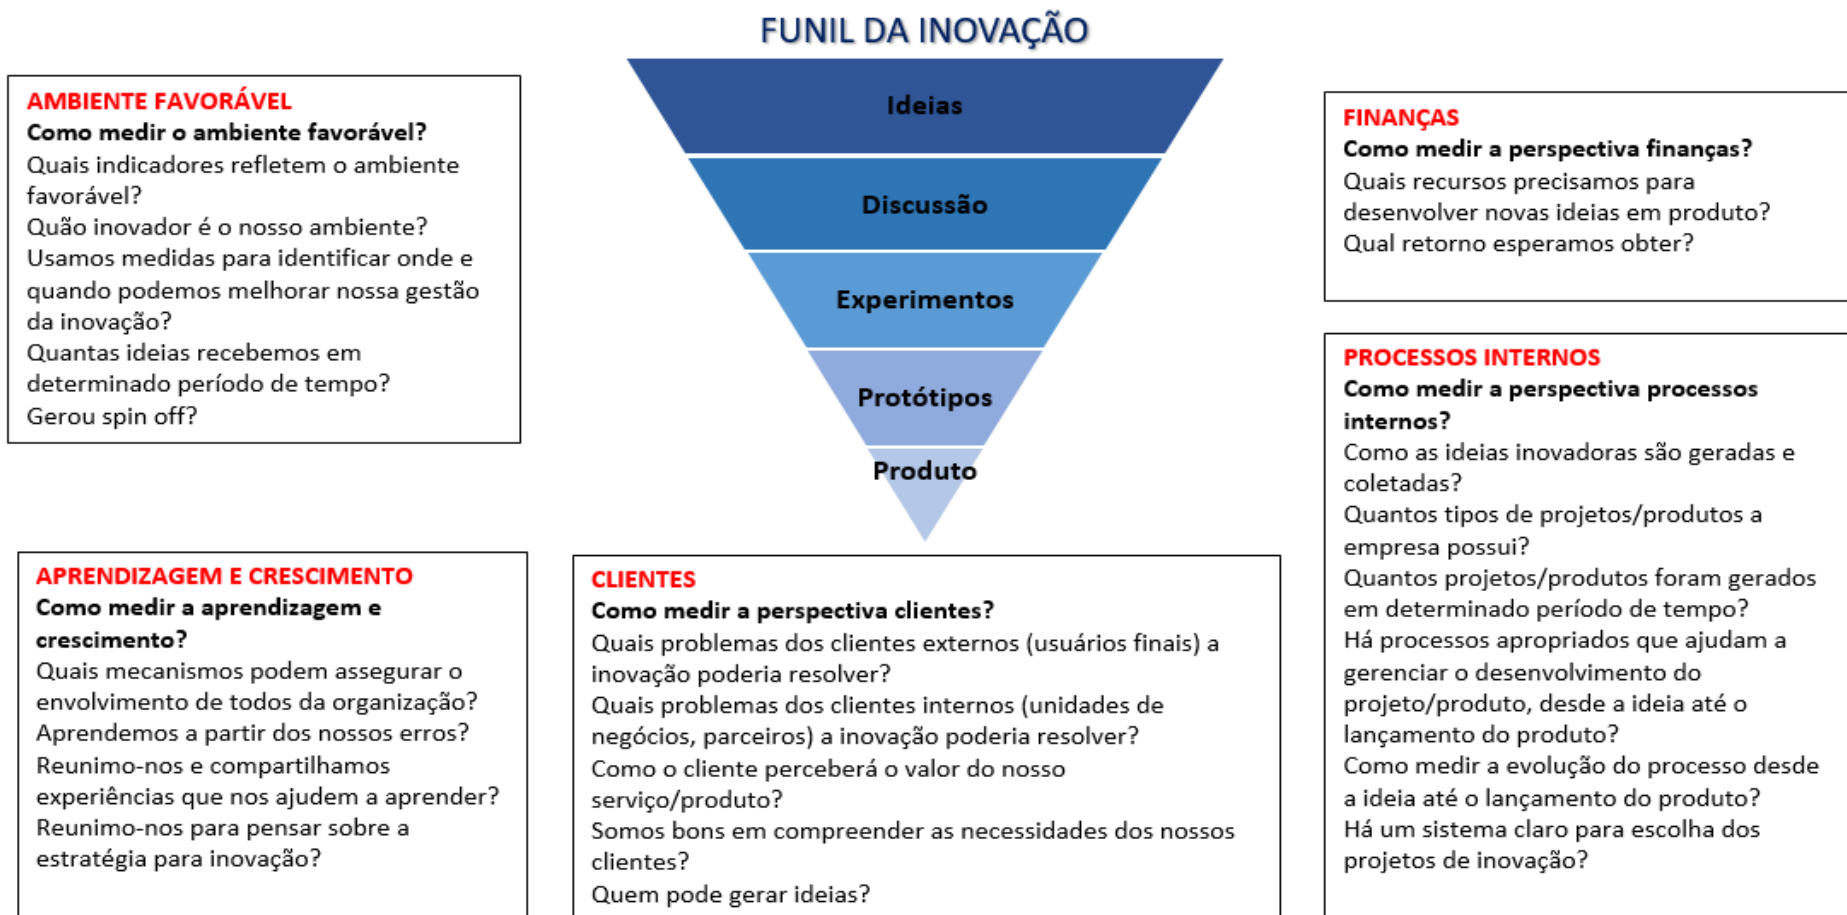 FUNIL DA INOVAÇÃO
AMBIENTE FAVORÁVEL
Como medir o ambiente favorável?
Quais indicadores refletem o ambiente
favorável?
Quão inovador é o nosso ambiente?
Usamos medidas para identificar onde e
quando podemos melhorar nossa gestão
da inovação?
Quantas ideias recebemos em
determinado período de tempo?
Gerou spin off?
Ideias
Discussão
Experimentos
Protótipos
Produto
FINANÇAS
Como medir a perspectiva finanças?
Quais recursos precisamos para
desenvolver novas ideias em produto?
Qual retorno esperamos obter?
APRENDIZAGEM E CRESCIMENTO
Como medir a aprendizagem e
crescimento?
Quais mecanismos podem assegurar o
envolvimento de todos da organização?
Aprendemos a partir dos nossos erros?
Reunimo-nos e compartilhamos
experiências que nos ajudem a aprender?
Reunimo-nos para pensar sobre a
estratégia para inovação?
CLIENTES
Como medir a perspectiva clientes?
Quais problemas dos clientes externos (usuários finais) a
inovação poderia resolver?
Quais problemas dos clientes internos (unidades de
negócios, parceiros) a inovação poderia resolver?
Como o cliente perceberá o valor do nosso
serviço/produto?
Somos bons em compreender as necessidades dos nossos
clientes?
Quem pode gerar ideias?
PROCESSOS INTERNOS
Como medir a perspectiva processos
internos?
Como as ideias inovadoras são geradas e
coletadas?
Quantos tipos de projetos/produtos a
empresa possui?
Quantos projetos/produtos foram gerados
em determinado período de tempo?
Há processos apropriados que ajudam a
gerenciar o desenvolvimento do
projeto/produto, desde a ideia até o
lançamento do produto?
Como medir a evolução do processo desde
a ideia até o lançamento do produto?
Há um sistema claro para escolha dos
projetos de inovação?